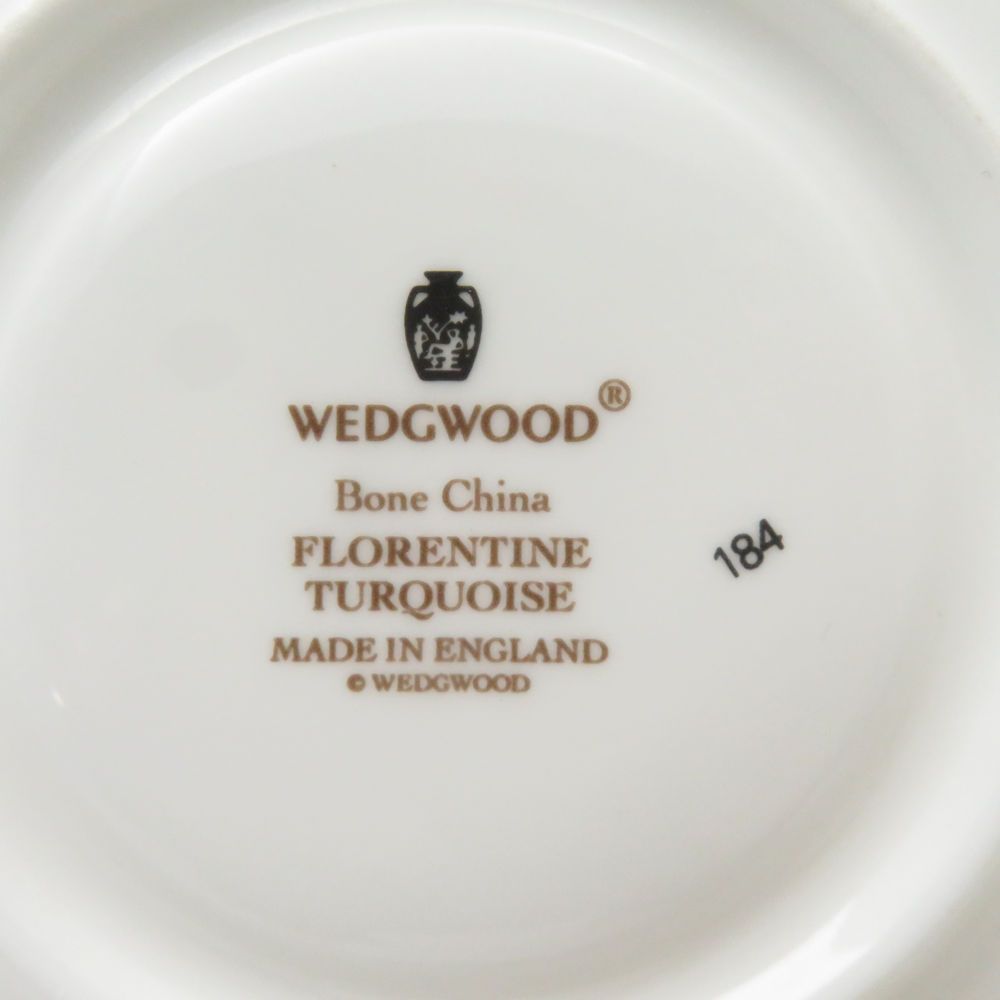 WEDGWOOD®
Bone China
FLORENTINE
TURQUOISE
MADE IN ENGLAND
© WEDGWOOD
184